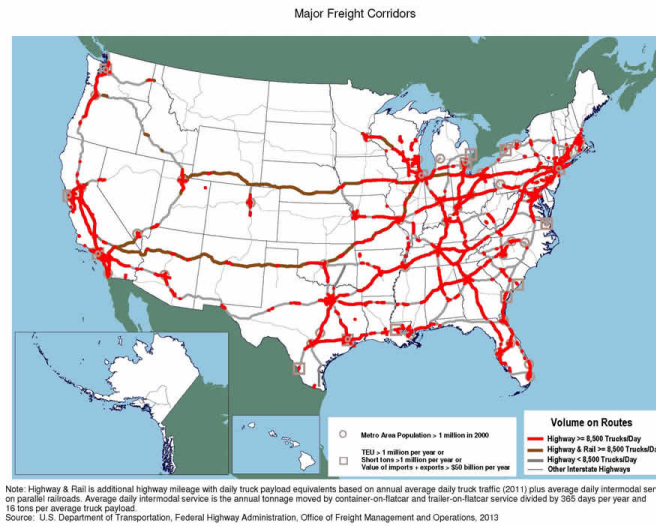 Major Freight Corridors
Metro Area Population > 1 million in 2000
TEU > 1 million per year or
Short tons >1 million per year or
Value of imports + exports > $50 billion per year
Volume on Routes
Highway >= 8,500 Trucks/Day
Highway & Rail >= 8,500 Trucks/Day
Highway < 8,500 Trucks/Day
Other Interstate Highways
Note: Highway & Rail is additional highway mileage with daily truck payload equivalents based on annual average daily truck traffic (2011) plus average daily intermodal
on parallel railroads. Average daily intermodal service is the annual tonnage moved by container-on-flatcar and trailer-on-flatcar service divided by 365 days per year and
16 tons per average truck payload.
Source: U.S. Department of Transportation, Federal Highway Administration, Office of Freight Management and Operations, 2013